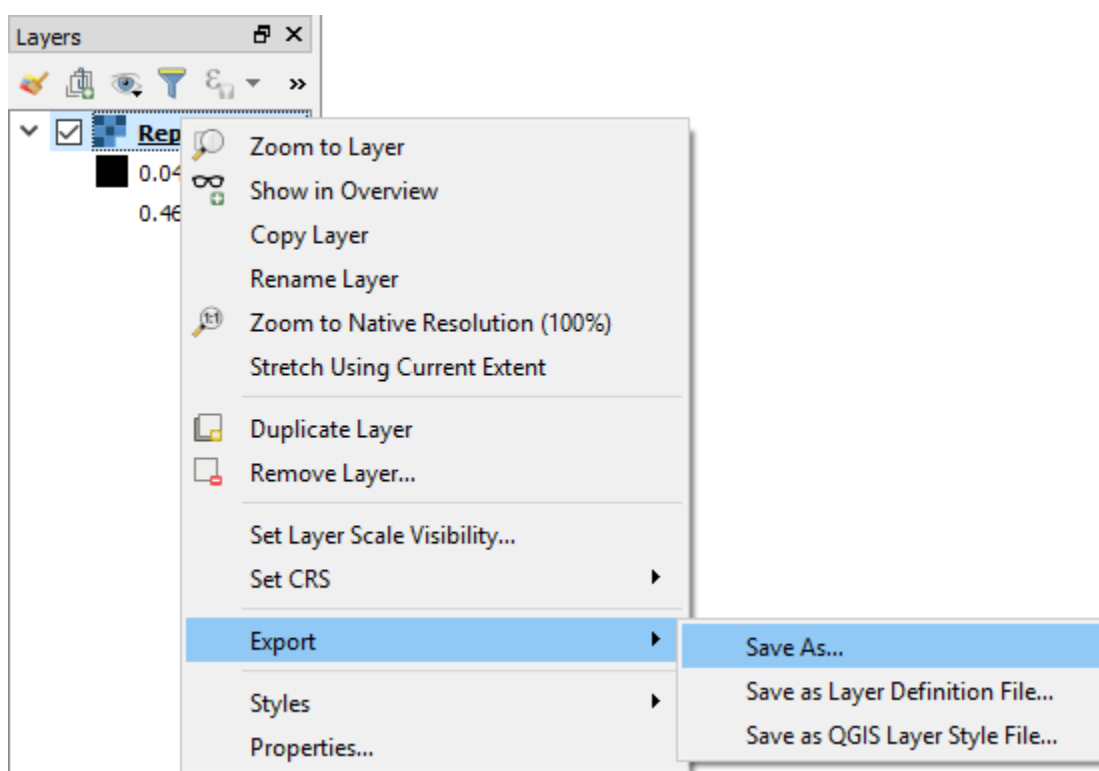 Layers
Rep
0.04
0.46
Zoom to Layer
Show in Overview
Copy Layer
Rename Layer
Zoom to Native Resolution (100%)
Stretch Using Current Extent
Duplicate Layer
Remove Layer...
Set Layer Scale Visibility...
Set CRS
Export
Styles
Properties...
Save As...
Save as Layer Definition File...
Save as QGIS Layer Style File...